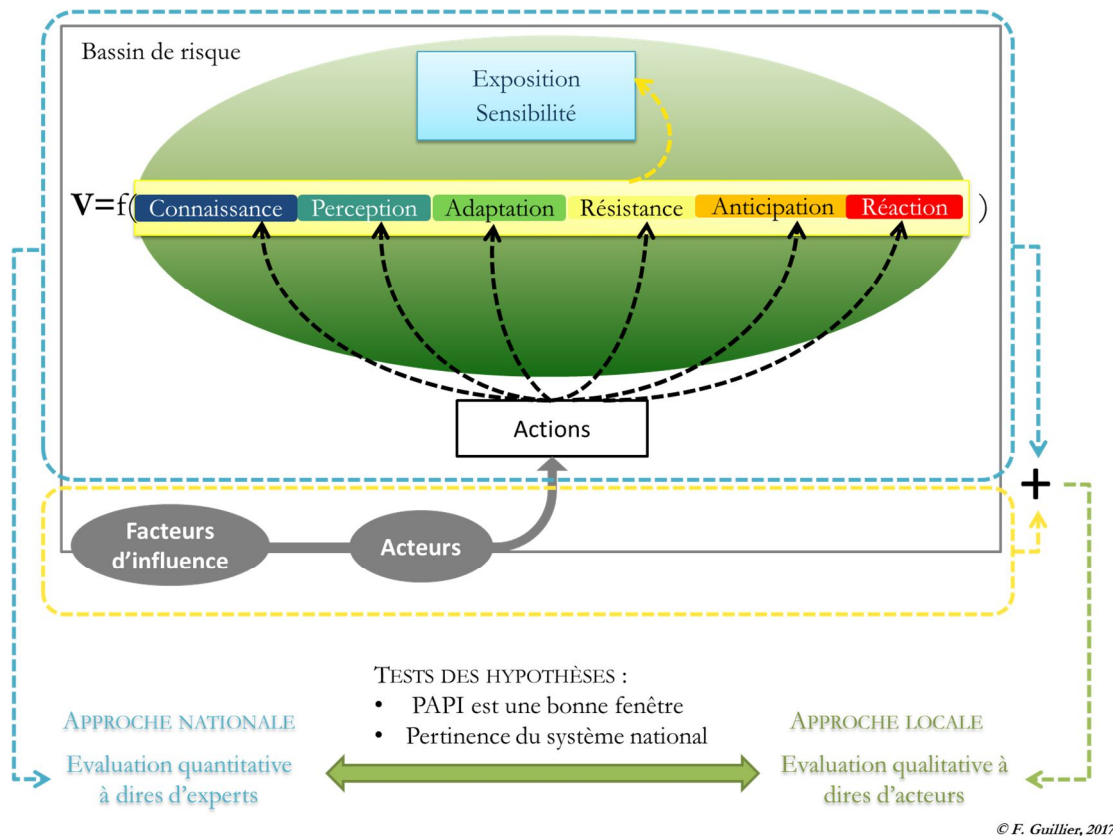 Bassin de risque
Exposition
Sensibilité
V=f( Connaissance Perception Adaptation Résistance Anticipation Réaction )
Actions
+
Facteurs
d'influence
Acteurs
TESTS DES HYPOTHÈSES :
• PAPI est une bonne fenêtre
• Pertinence du système national
APPROCHE NATIONALE
Evaluation quantitative
à dires d'experts
APPROCHE LOCALE
Evaluation qualitative à
dires d'acteurs
© F. Guillier, 2017